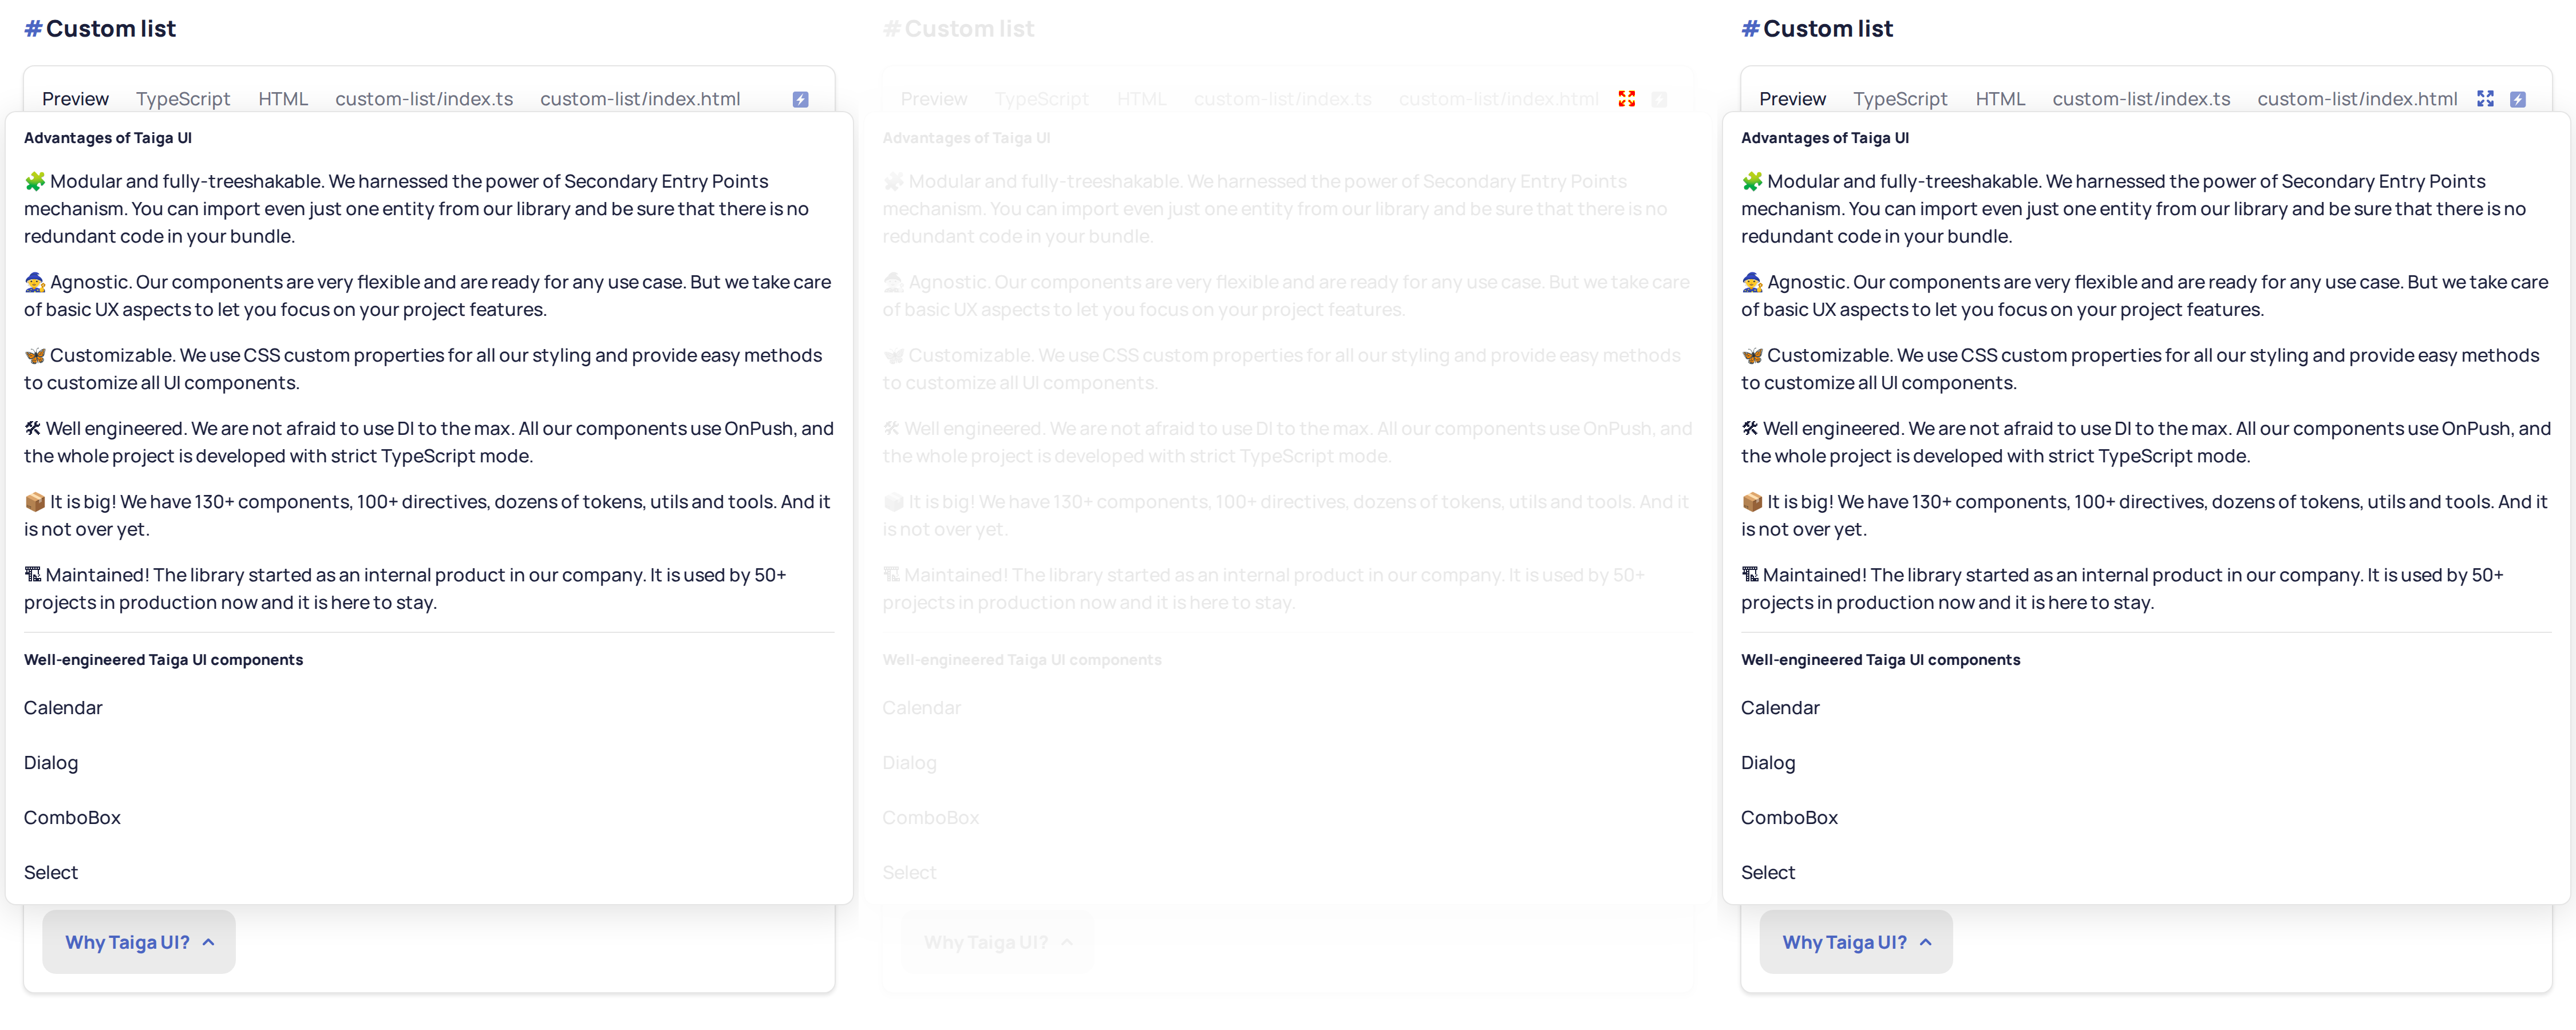 # Custom list
Preview TypeScript HTML custom-list/index.ts custom-list/index.html
Advantages of Taiga UI
🧩 Modular and fully-treeshakable. We harnessed the power of Secondary Entry Points
mechanism. You can import even just one entity from our library and be sure that there is no
redundant code in your bundle.
🧙 Agnostic. Our components are very flexible and are ready for any use case. But we take care
of basic UX aspects to let you focus on your project features.
🦋 Customizable. We use CSS custom properties for all our styling and provide easy methods
to customize all UI components.
🛠 Well engineered. We are not afraid to use DI to the max. All our components use OnPush, and
the whole project is developed with strict TypeScript mode.
📦 It is big! We have 130+ components, 100+ directives, dozens of tokens, utils and tools. And it
is not over yet.
🏗 Maintained! The library started as an internal product in our company. It is used by 50+
projects in production now and it is here to stay.
Well-engineered Taiga UI components
Calendar
Dialog
ComboBox
Select
Why Taiga UI?
# Custom list
Preview TypeScript HTML custom-list/index.ts custom-list/index.html
Advantages of Taiga UI
🧩 Modular and fully-treeshakable. We harnessed the power of Secondary Entry Points
mechanism. You can import even just one entity from our library and be sure that there is no
redundant code in your bundle.
🧙 Agnostic. Our components are very flexible and are ready for any use case. But we take care
of basic UX aspects to let you focus on your project features.
🦋 Customizable. We use CSS custom properties for all our styling and provide easy methods
to customize all UI components.
🛠 Well engineered. We are not afraid to use DI to the max. All our components use OnPush, and
the whole project is developed with strict TypeScript mode.
📦 It is big! We have 130+ components, 100+ directives, dozens of tokens, utils and tools. And it
is not over yet.
🏗 Maintained! The library started as an internal product in our company. It is used by 50+
projects in production now and it is here to stay.
Well-engineered Taiga UI components
Calendar
Dialog
ComboBox
Select
Why Taiga UI?
# Custom list
Preview TypeScript HTML custom-list/index.ts custom-list/index.html
Advantages of Taiga UI
🧩 Modular and fully-treeshakable. We harnessed the power of Secondary Entry Points
mechanism. You can import even just one entity from our library and be sure that there is no
redundant code in your bundle.
🧙 Agnostic. Our components are very flexible and are ready for any use case. But we take care
of basic UX aspects to let you focus on your project features.
🦋 Customizable. We use CSS custom properties for all our styling and provide easy methods
to customize all UI components.
🛠 Well engineered. We are not afraid to use DI to the max. All our components use OnPush, and
the whole project is developed with strict TypeScript mode.
📦 It is big! We have 130+ components, 100+ directives, dozens of tokens, utils and tools. And it
is not over yet.
🏗 Maintained! The library started as an internal product in our company. It is used by 50+
projects in production now and it is here to stay.
Well-engineered Taiga UI components
Calendar
Dialog
ComboBox
Select
Why Taiga UI?